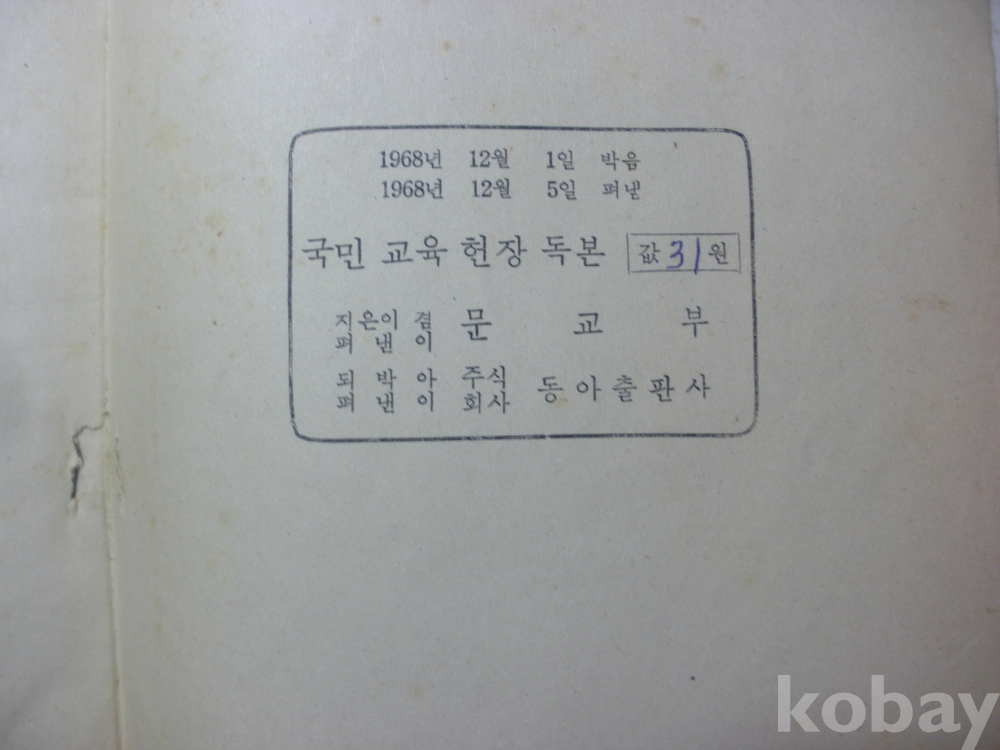 1968년 12월 1일 박음
1968년 12월 5일 펴냄
국민 교육 헌장 독본 값 31 원
지은이 겸 펴 낸 이 문 교 부
되 박 아 펴 낸 이 주식 회사 동아출판사
kobay